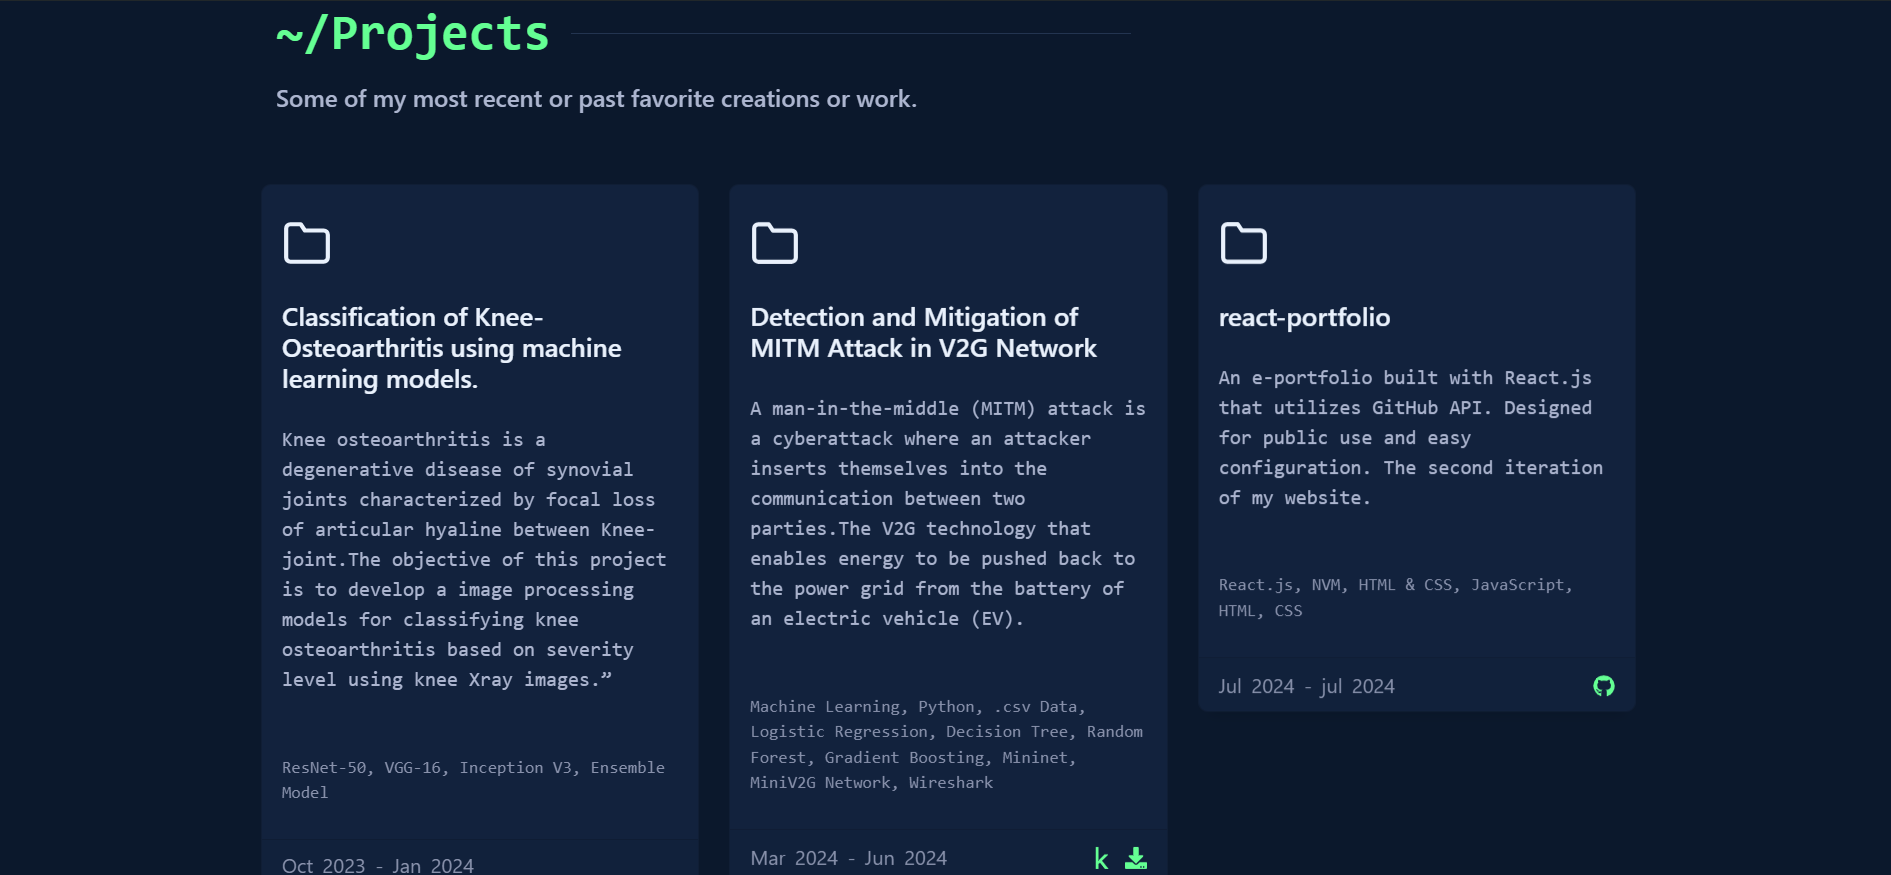 ~/Projects
Some of my most recent or past favorite creations or work.
Classification of Knee-
Osteoarthritis using machine
learning models.
Knee osteoarthritis is a
degenerative disease of synovial
joints characterized by focal loss
of articular hyaline between Knee-
joint.The objective of this project
is to develop a image processing
models for classifying knee
osteoarthritis based on severity
level using knee Xray images.”
ResNet-50, VGG-16, Inception V3, Ensemble
Model
Oct 2023 - Jan 2024
Detection and Mitigation of
MITM Attack in V2G Network
A man-in-the-middle (MITM) attack is
a cyberattack where an attacker
inserts themselves into the
communication between two
parties.The V2G technology that
enables energy to be pushed back to
the power grid from the battery of
an electric vehicle (EV).
Machine Learning, Python, .csv Data,
Logistic Regression, Decision Tree, Random
Forest, Gradient Boosting, Mininet,
MiniV2G Network, Wireshark
Mar 2024 - Jun 2024
k
react-portfolio
An e-portfolio built with React.js
that utilizes GitHub API. Designed
for public use and easy
configuration. The second iteration
of my website.
React.js, NVM, HTML & CSS, JavaScript,
HTML, CSS
Jul 2024 - jul 2024